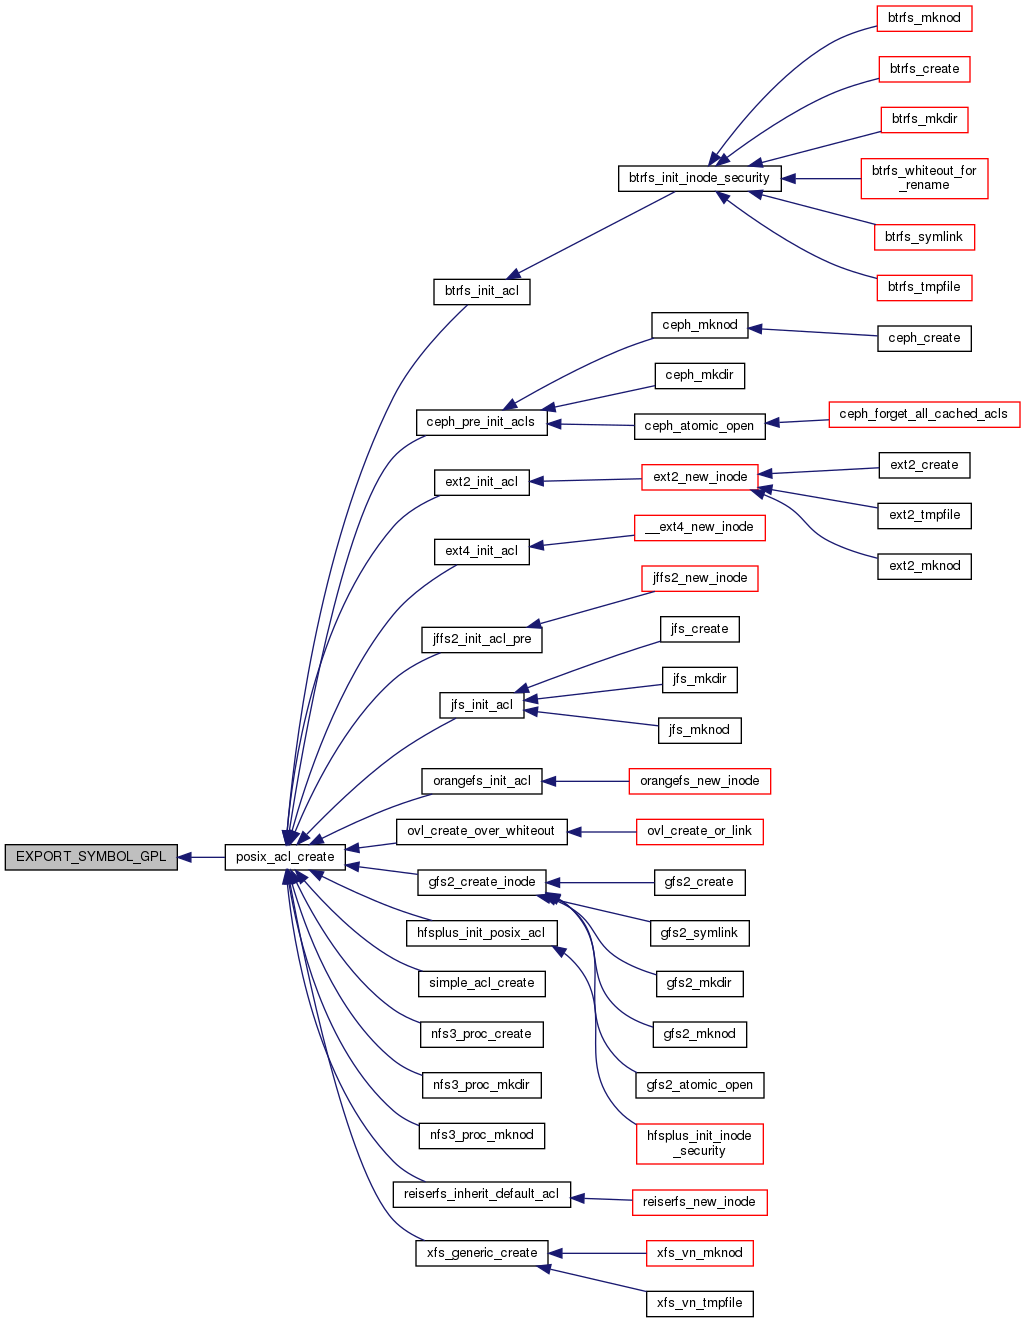 btrfs_mknod
btrfs_create
btrfs_mkdir
btrfs_whiteout_for
_rename
btrfs_init_inode_security
btrfs_symlink
btrfs_tmpfile
btrfs_init_acl
ceph_mknod
ceph_create
ceph_mkdir
ceph_pre_init_acls
ceph_atomic_open
ceph_forget_all_cached_acls
ext2_init_acl
ext2_new_inode
ext2_create
ext2_tmpfile
ext2_mknod
ext4_init_acl
__ext4_new_inode
jffs2_new_inode
jffs2_init_acl_pre
jfs_create
jfs_mkdir
jfs_init_acl
jfs_mknod
orangefs_init_acl
orangefs_new_inode
ovl_create_over_whiteout
ovl_create_or_link
EXPORT_SYMBOL_GPL
posix_acl_create
gfs2_create_inode
gfs2_create
hfsplus_init_posix_acl
gfs2_symlink
simple_acl_create
gfs2_mkdir
nfs3_proc_create
gfs2_mknod
nfs3_proc_mkdir
gfs2_atomic_open
nfs3_proc_mknod
hfsplus_init_inode
_security
reiserfs_inherit_default_acl
reiserfs_new_inode
xfs_generic_create
xfs_vn_mknod
xfs_vn_tmpfile